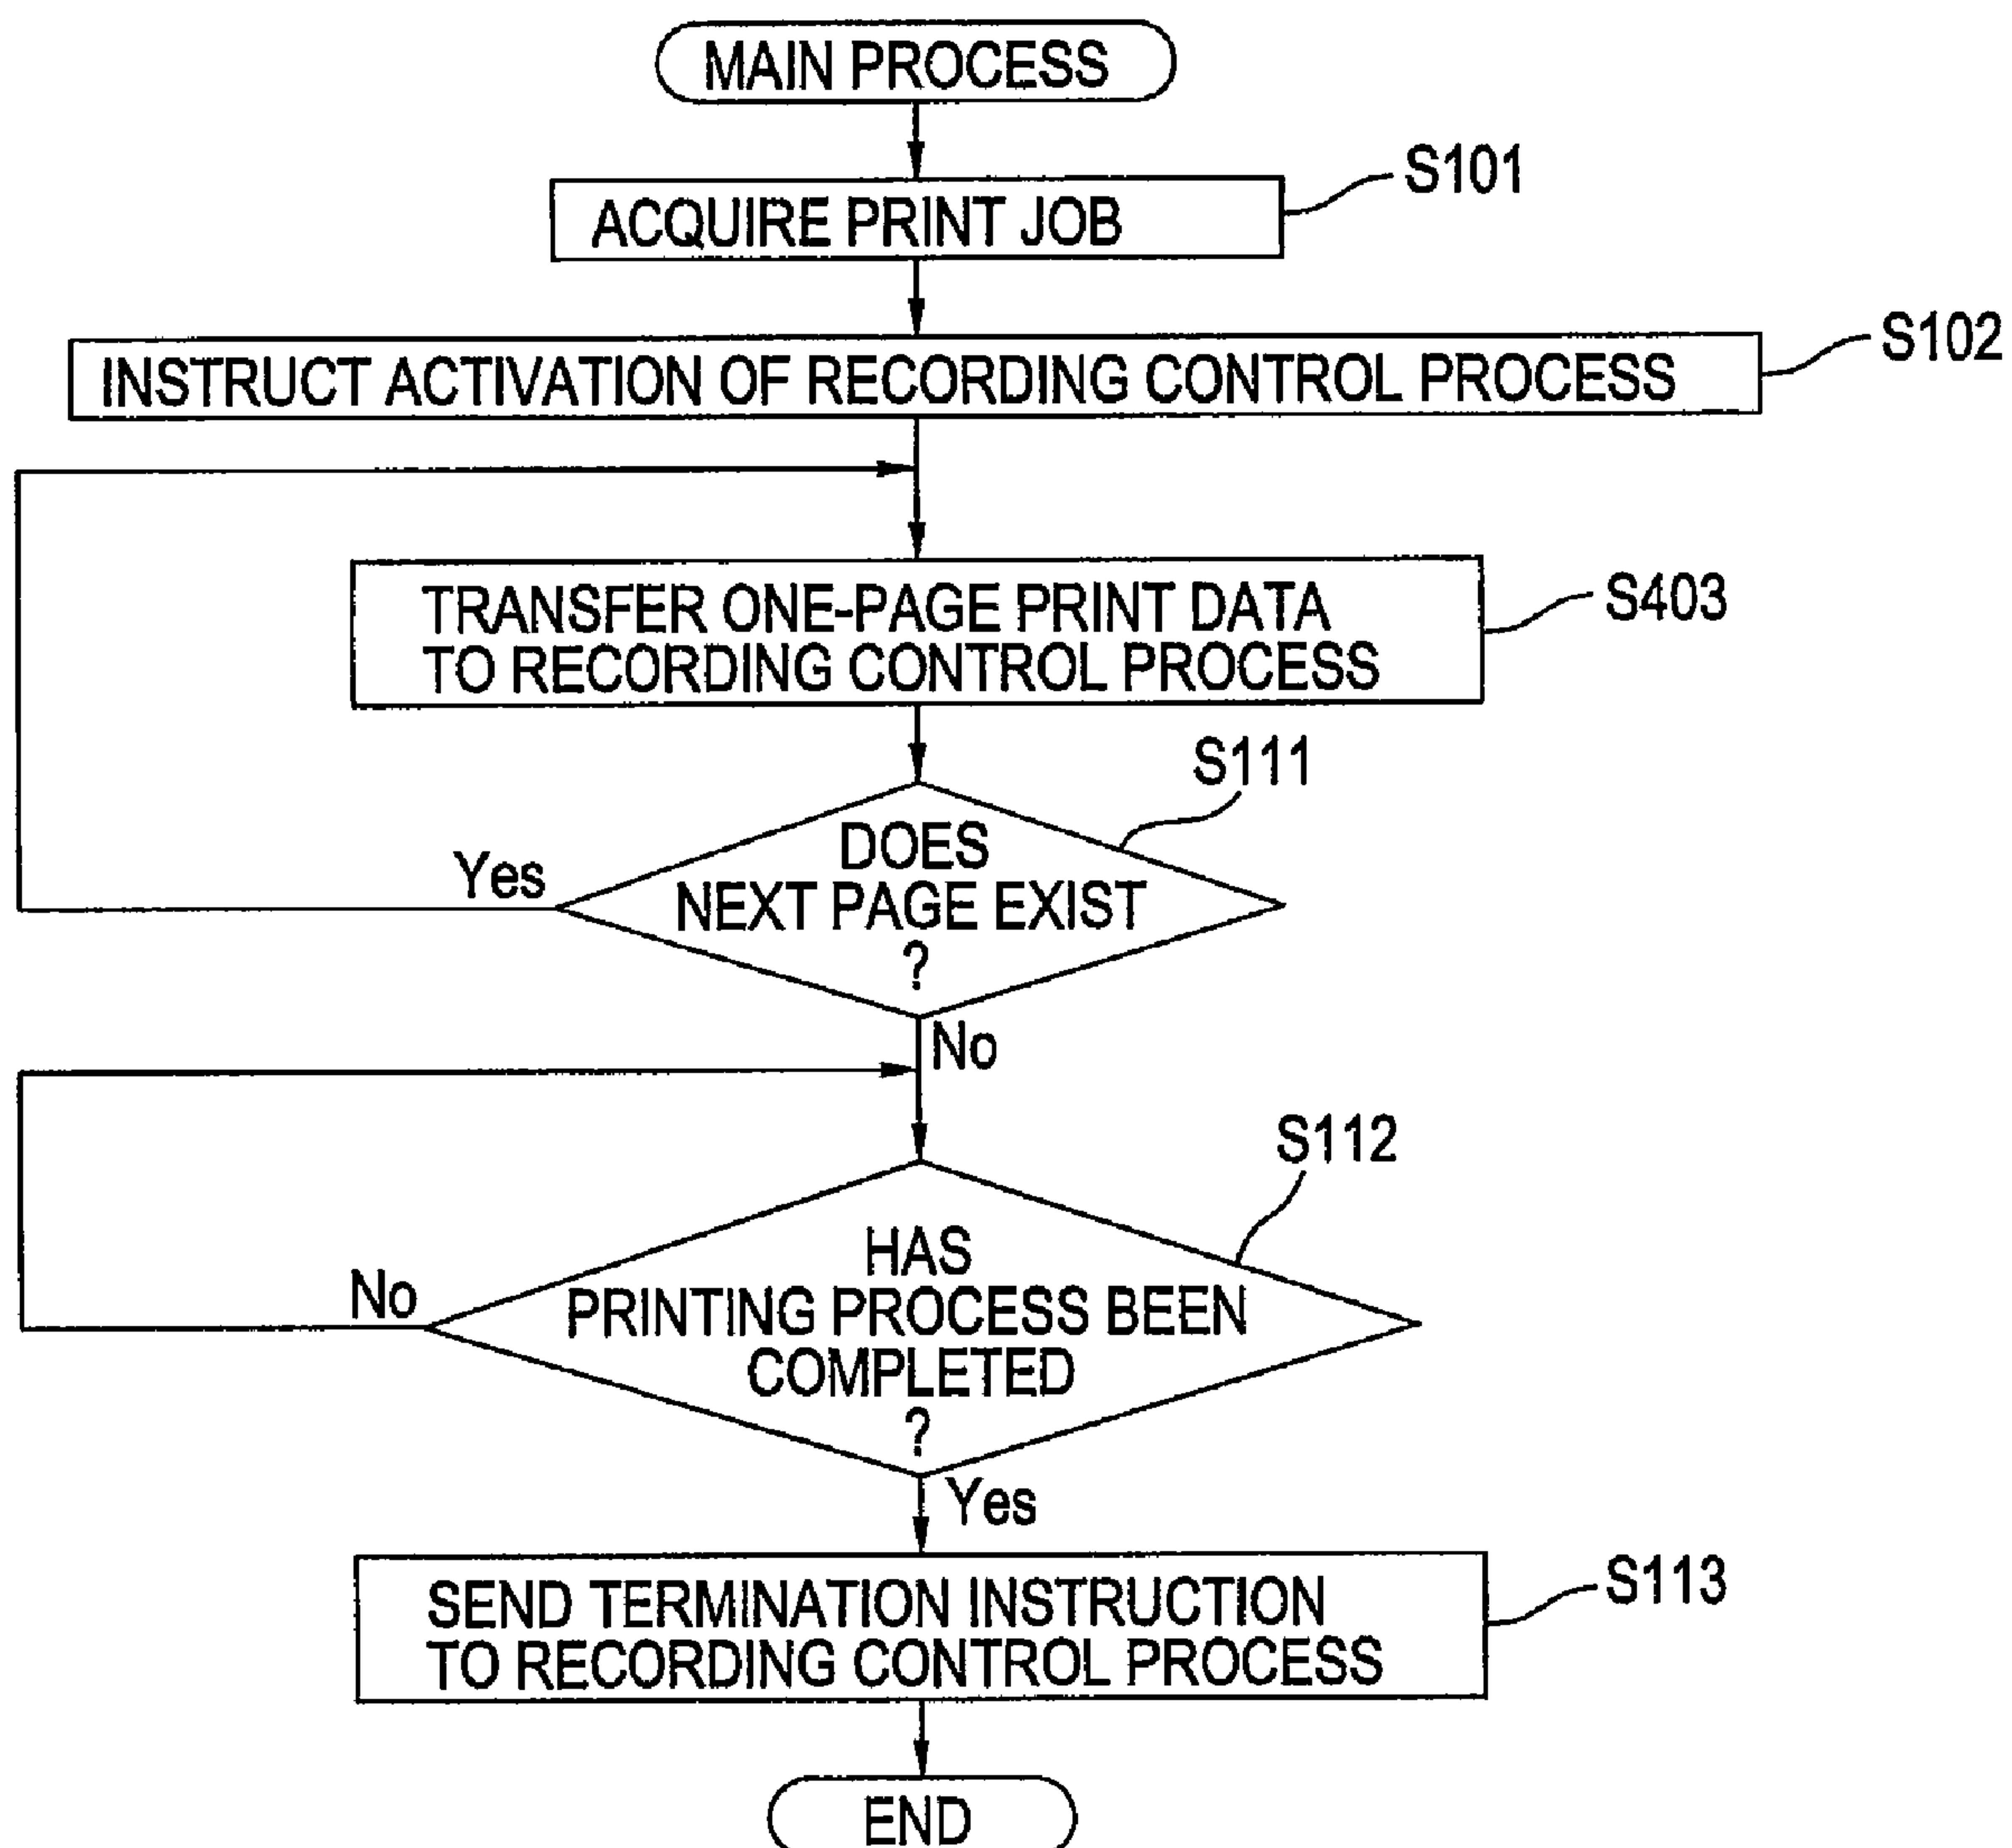 MAIN PROCESS
S101
ACQUIRE PRINT JOB
S102
INSTRUCT ACTIVATION OF RECORDING CONTROL PROCESS
S403
TRANSFER ONE-PAGE PRINT DATA
TO RECORDING CONTROL PROCESS
S111
DOES
NEXT PAGE EXIST
?
Yes
No
S112
HAS
PRINTING PROCESS BEEN
COMPLETED
?
No
Yes
S113
SEND TERMINATION INSTRUCTION
TO RECORDING CONTROL PROCESS
END